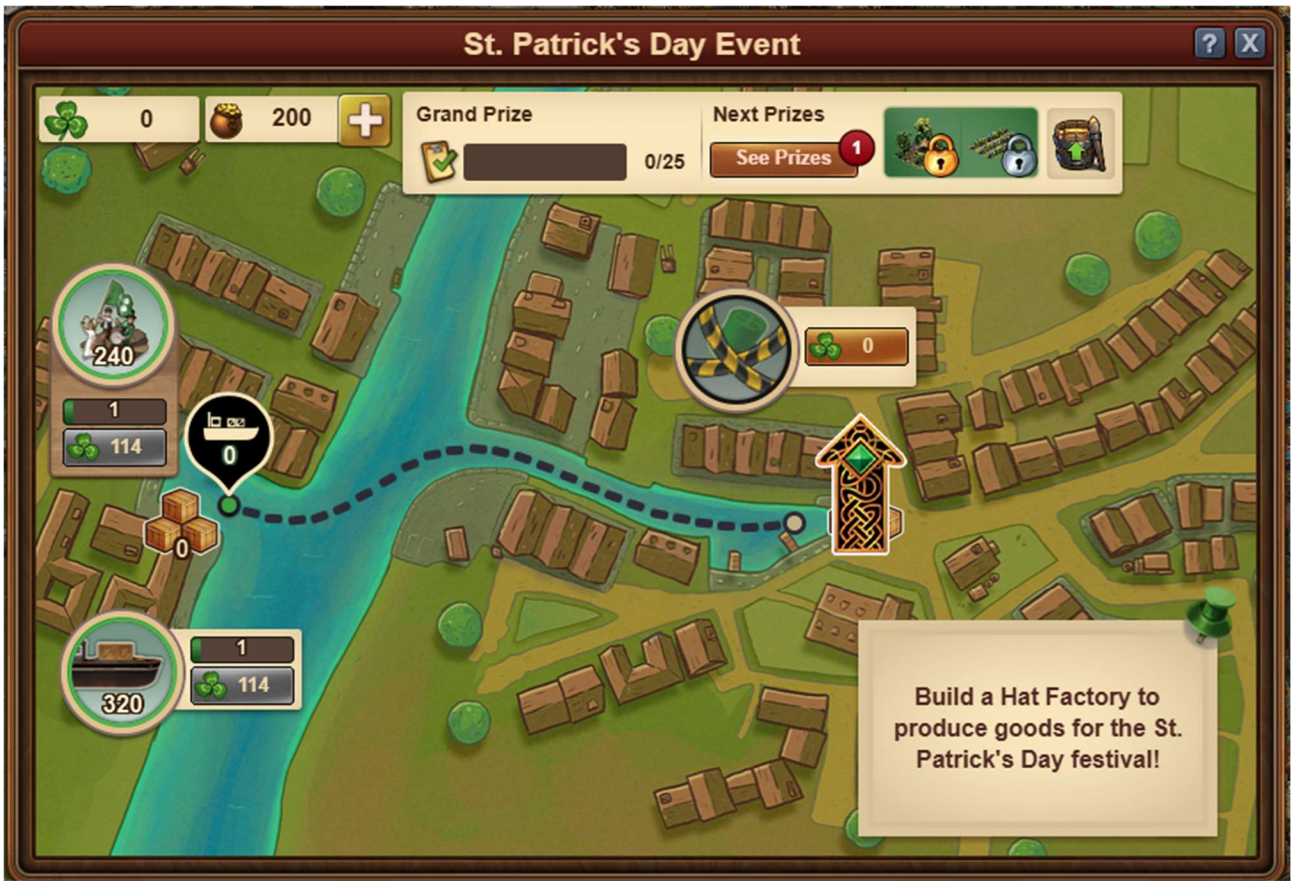 St. Patrick's Day Event
? X
0
200
Grand Prize
0/25
Next Prizes
See Prizes
1
240
1
114
0
0
0
320
1
114
Build a Hat Factory to
produce goods for the St.
Patrick's Day festival!